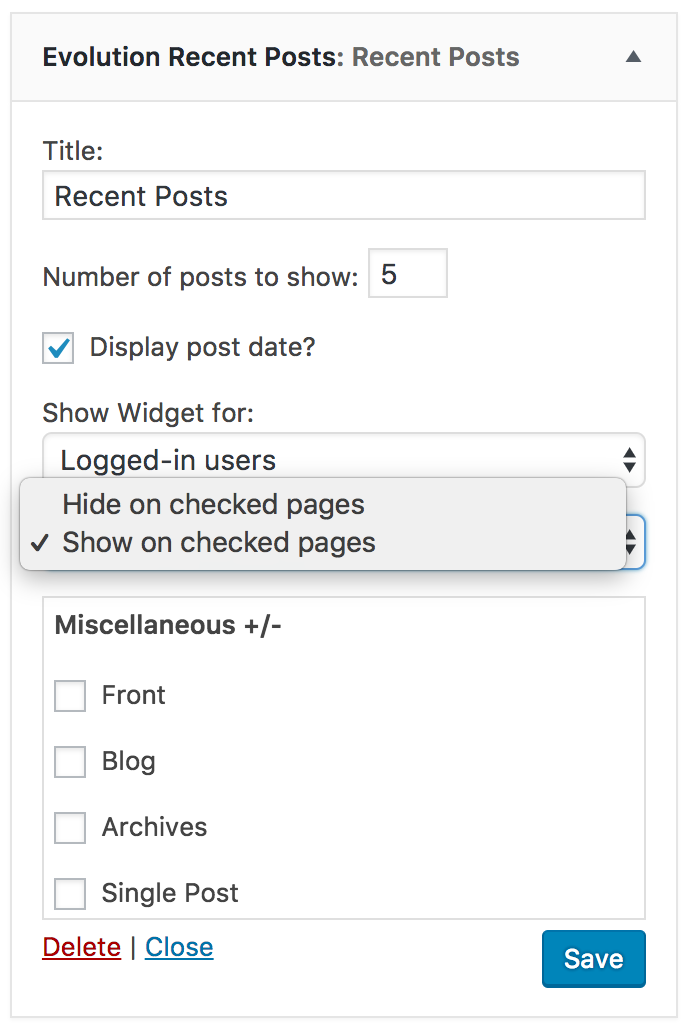 Evolution Recent Posts: Recent Posts
Title:
Recent Posts
Number of posts to show: 5
Display post date?
Show Widget for:
Logged-in users
Hide on checked pages
✓ Show on checked pages
Miscellaneous +/-
Front
Blog
Archives
Single Post
Delete | Close
Save